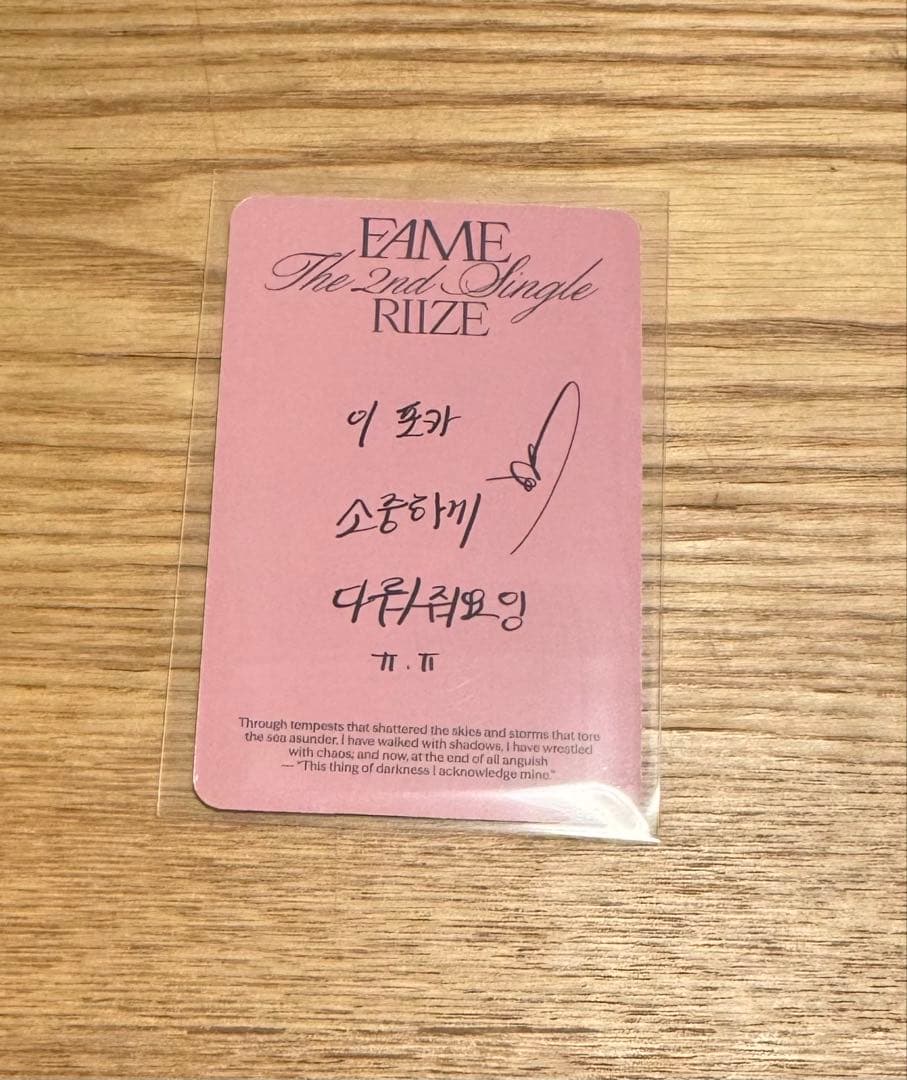 FAME
The 2nd Single
RIIZE
이 포카
소중하게
다뤄줘요잉
ㅠ.ㅠ
Through tempests that shattered the skies and storms that tore
the sea asunder, I have walked with shadows, I have wrestled
with chaos; and now, at the end of all anguish
— "This thing of darkness I acknowledge mine."